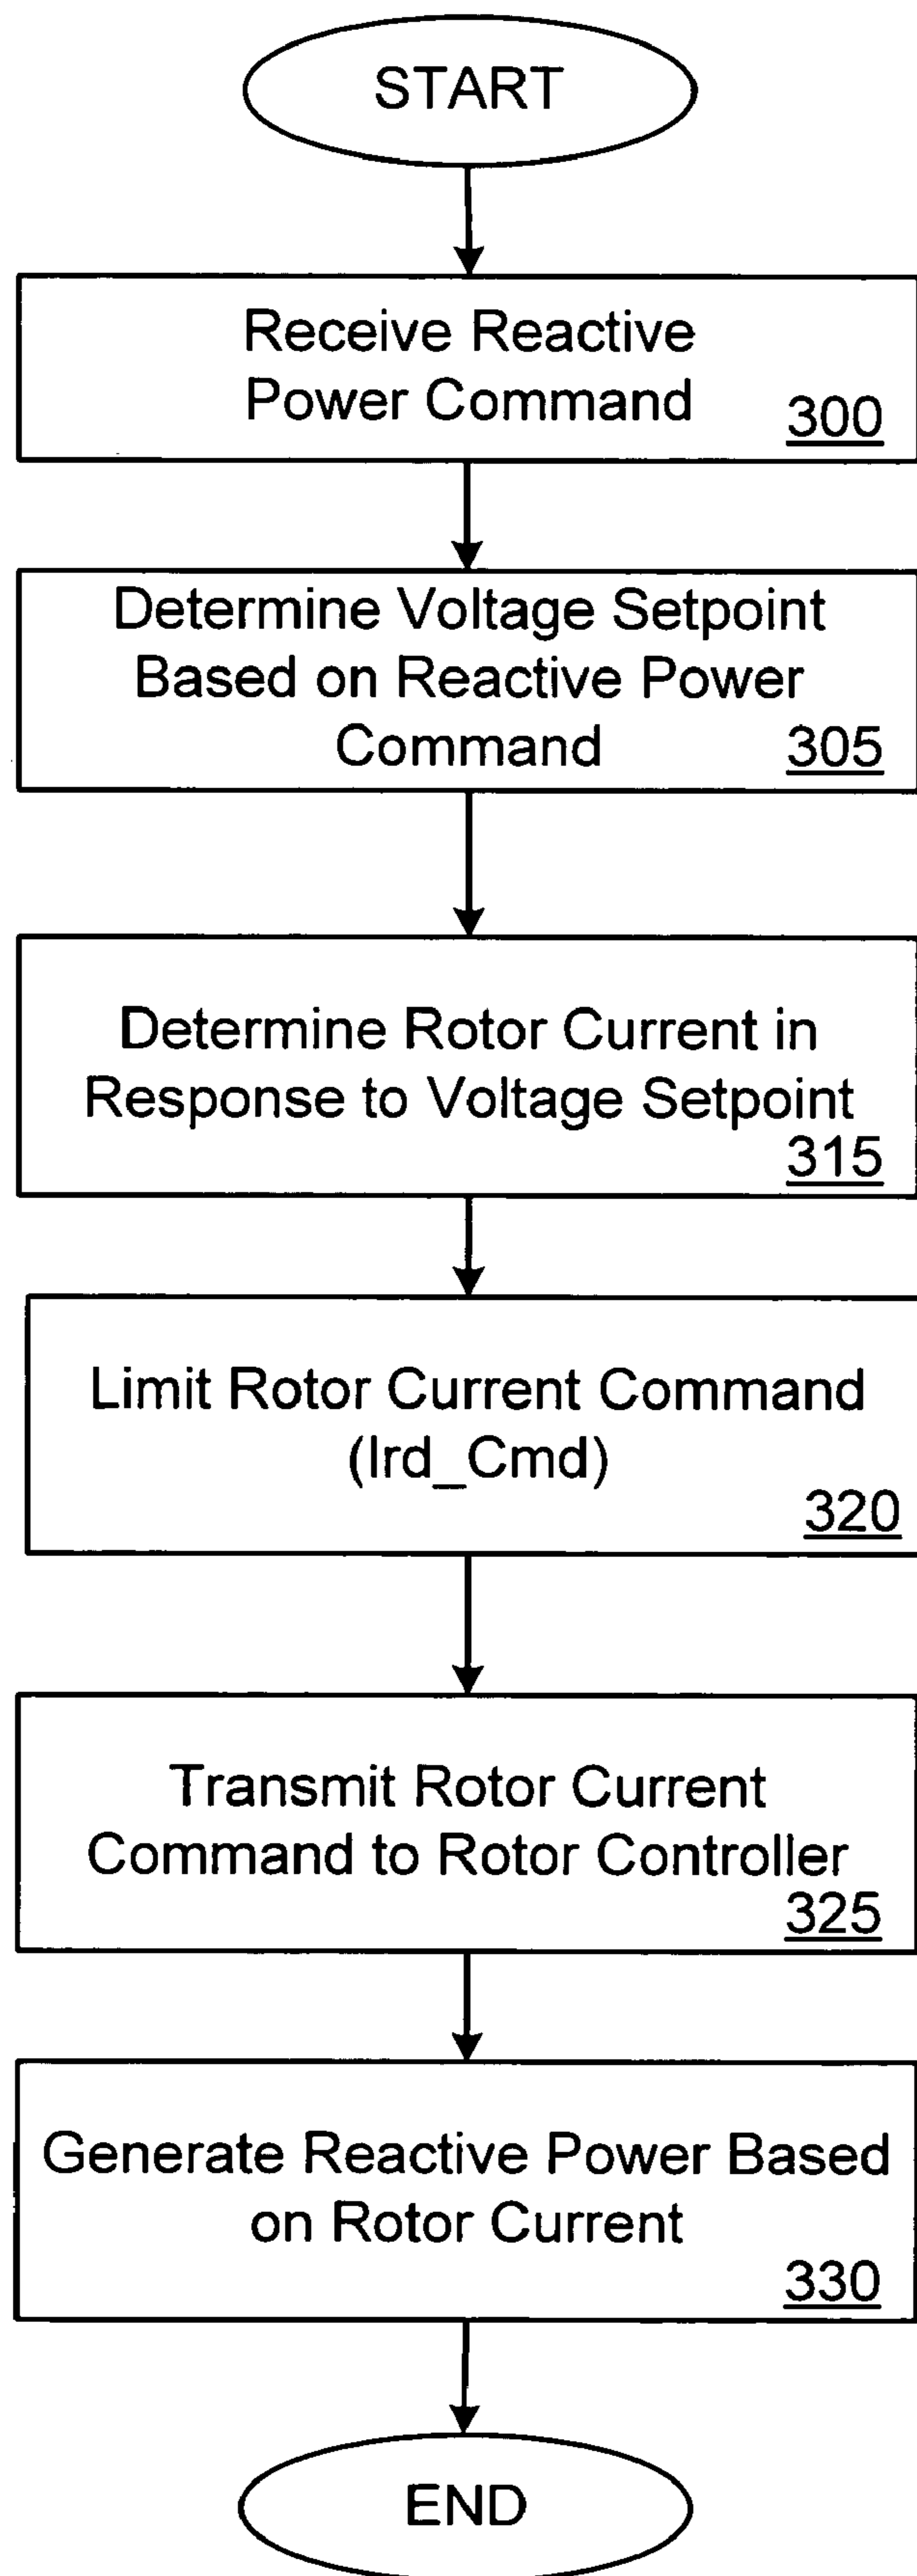 START
Receive Reactive
Power Command
300
Determine Voltage Setpoint
Based on Reactive Power
Command
305
Determine Rotor Current in
Response to Voltage Setpoint
315
Limit Rotor Current Command
(Ird_Cmd)
320
Transmit Rotor Current
Command to Rotor Controller
325
Generate Reactive Power Based
on Rotor Current
330
END